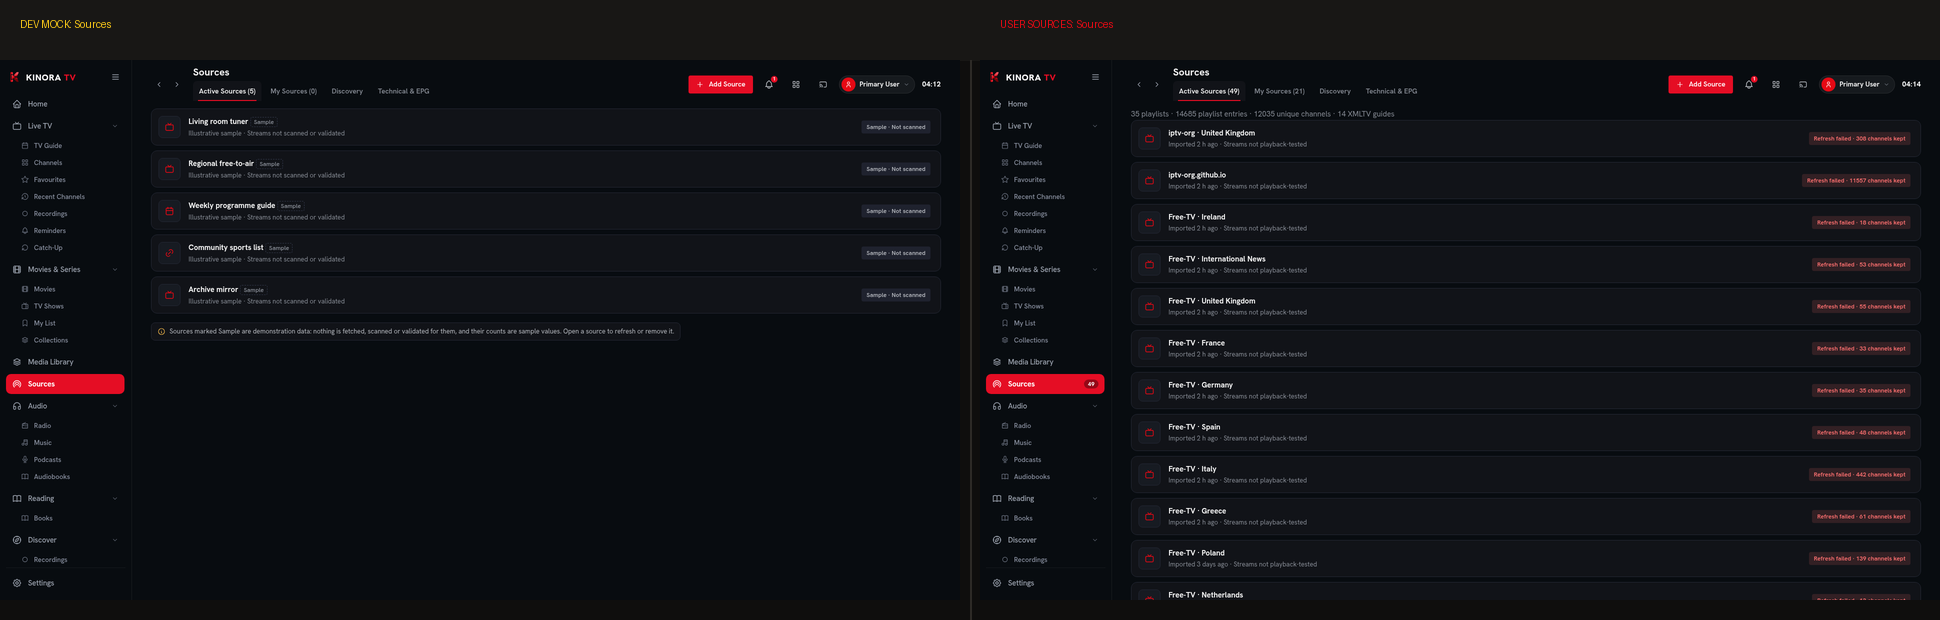 DEV MOCK: Sources
KINORA TV
Home
Live TV
TV Guide
Channels
Favourites
Recent Channels
Recordings
Reminders
Catch-Up
Movies & Series
Movies
TV Shows
My List
Collections
Media Library
Sources
Audio
Radio
Music
Podcasts
Audiobooks
Reading
Books
Discover
Recordings
Settings
Sources
Active Sources (5) My Sources (0) Discovery Technical & EPG
+ Add Source 1 Primary User 04:12
Living room tuner Sample
Illustrative sample · Streams not scanned or validated
Sample · Not scanned
Regional free-to-air Sample
Illustrative sample · Streams not scanned or validated
Sample · Not scanned
Weekly programme guide Sample
Illustrative sample · Streams not scanned or validated
Sample · Not scanned
Community sports list Sample
Illustrative sample · Streams not scanned or validated
Sample · Not scanned
Archive mirror Sample
Illustrative sample · Streams not scanned or validated
Sample · Not scanned
Sources marked Sample are demonstration data: nothing is fetched, scanned or validated for them, and their counts are sample values. Open a source to refresh or remove it.
USER SOURCES: Sources
KINORA TV
Home
Live TV
TV Guide
Channels
Favourites
Recent Channels
Recordings
Reminders
Catch-Up
Movies & Series
Movies
TV Shows
My List
Collections
Media Library
Sources 49
Audio
Radio
Music
Podcasts
Audiobooks
Reading
Books
Discover
Recordings
Settings
Sources
Active Sources (49) My Sources (21) Discovery Technical & EPG
+ Add Source 1 Primary User 04:14
35 playlists · 14685 playlist entries · 12035 unique channels · 14 XMLTV guides
iptv-org · United Kingdom
Imported 2 h ago · Streams not playback-tested
Refresh failed · 308 channels kept
iptv-org.github.io
Imported 2 h ago · Streams not playback-tested
Refresh failed · 11557 channels kept
Free-TV · Ireland
Imported 2 h ago · Streams not playback-tested
Refresh failed · 18 channels kept
Free-TV · International News
Imported 2 h ago · Streams not playback-tested
Refresh failed · 53 channels kept
Free-TV · United Kingdom
Imported 2 h ago · Streams not playback-tested
Refresh failed · 55 channels kept
Free-TV · France
Imported 2 h ago · Streams not playback-tested
Refresh failed · 33 channels kept
Free-TV · Germany
Imported 2 h ago · Streams not playback-tested
Refresh failed · 35 channels kept
Free-TV · Spain
Imported 2 h ago · Streams not playback-tested
Refresh failed · 48 channels kept
Free-TV · Italy
Imported 2 h ago · Streams not playback-tested
Refresh failed · 442 channels kept
Free-TV · Greece
Imported 2 h ago · Streams not playback-tested
Refresh failed · 61 channels kept
Free-TV · Poland
Imported 3 days ago · Streams not playback-tested
Refresh failed · 139 channels kept
Free-TV · Netherlands